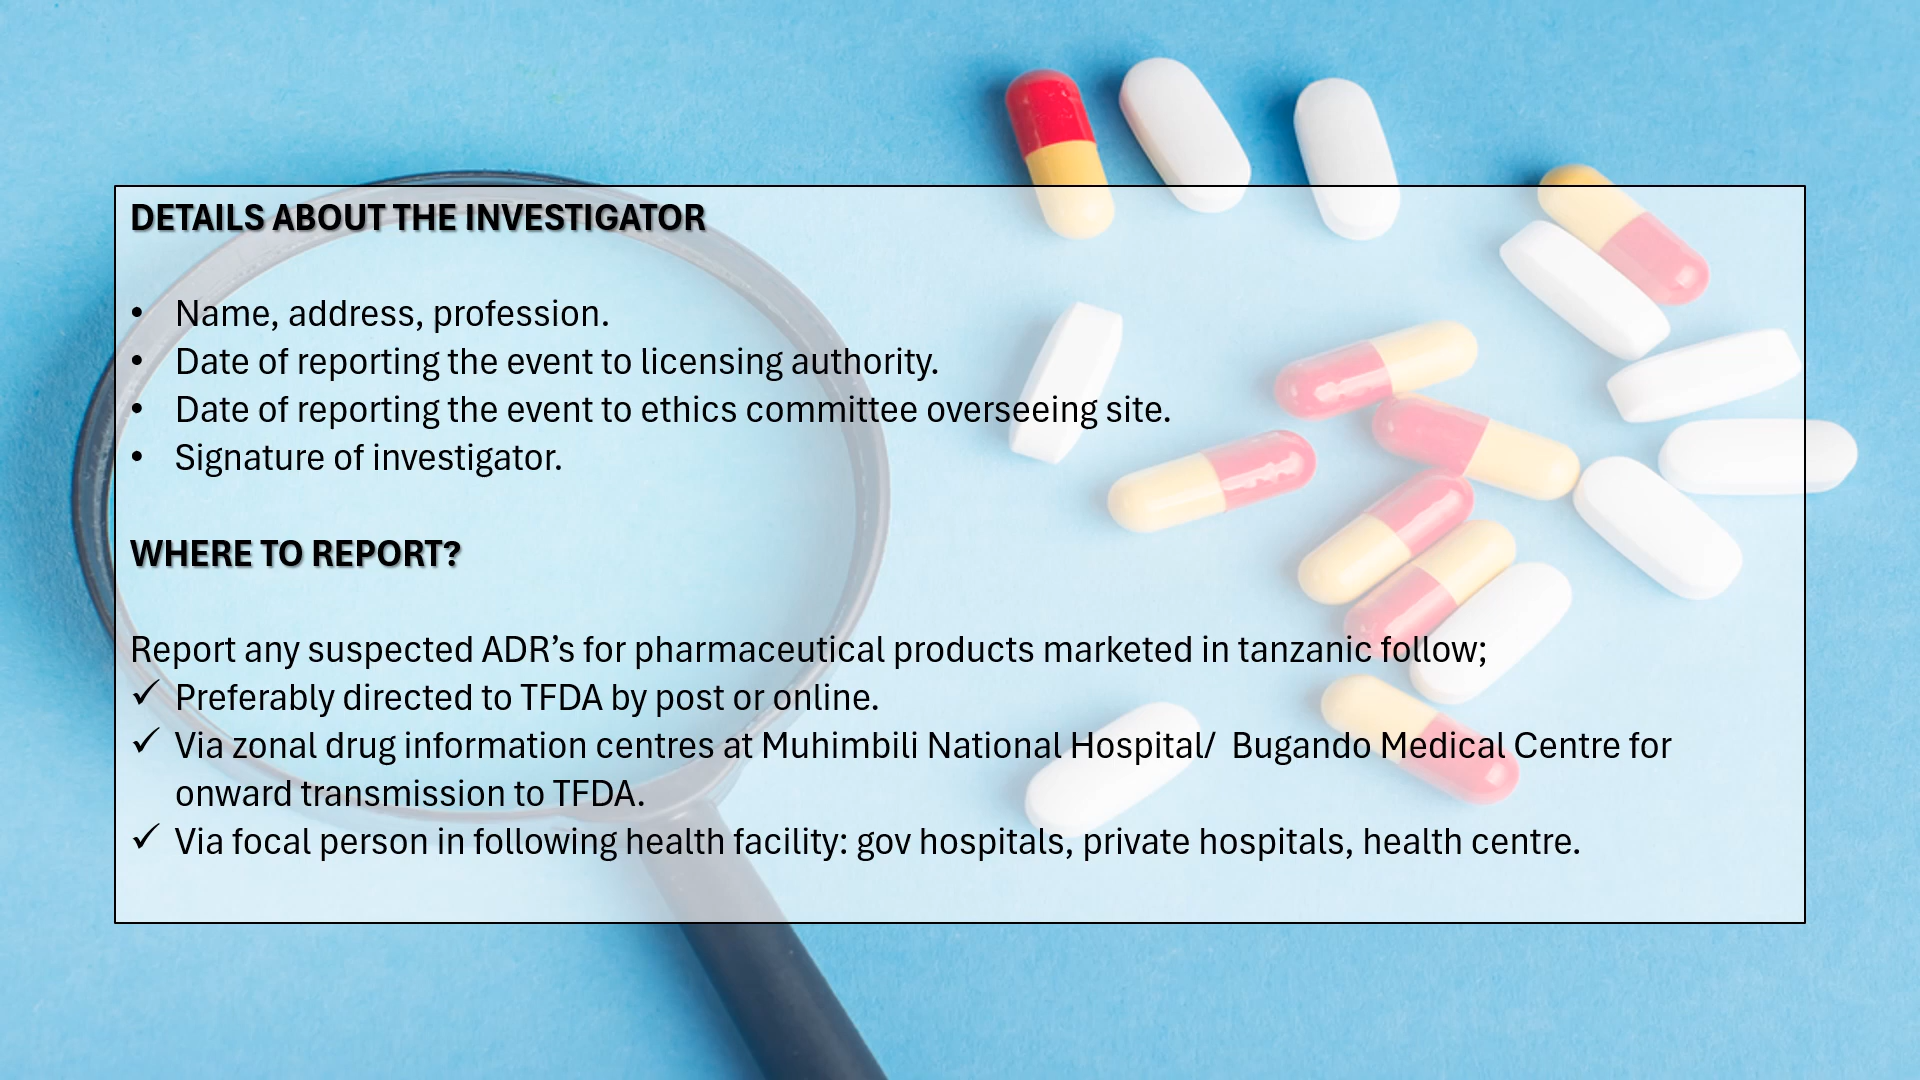 DETAILS ABOUT THE INVESTIGATOR
• Name, address, profession.
• Date of reporting the event to licensing authority.
• Date of reporting the event to ethics committee overseeing site.
• Signature of investigator.
WHERE TO REPORT?
Report any suspected ADR’s for pharmaceutical products marketed in tanzanic follow;
✓ Preferably directed to TFDA by post or online.
✓ Via zonal drug information centres at Muhimbili National Hospital/ Bugando Medical Centre for
onward transmission to TFDA.
✓ Via focal person in following health facility: gov hospitals, private hospitals, health centre.